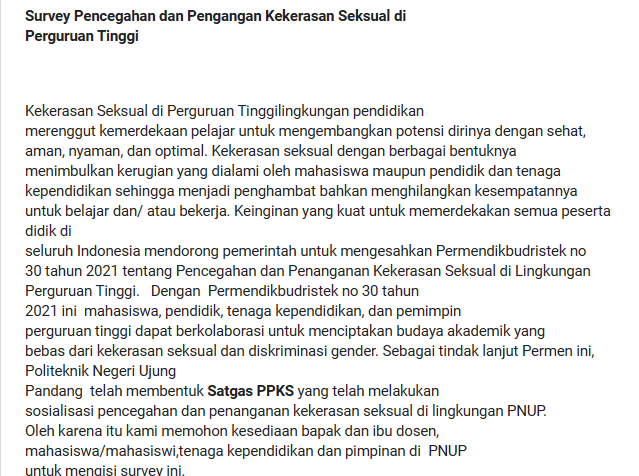 Survey Pencegahan dan Pengangan Kekerasan Seksual di
Perguruan Tinggi
Kekerasan Seksual di Perguruan Tinggilingkungan pendidikan
merenggut kemerdekaan pelajar untuk mengembangkan potensi dirinya dengan sehat,
aman, nyaman, dan optimal. Kekerasan seksual dengan berbagai bentuknya
menimbulkan kerugian yang dialami oleh mahasiswa maupun pendidik dan tenaga
kependidikan sehingga menjadi penghambat bahkan menghilangkan kesempatannya
untuk belajar dan/ atau bekerja. Keinginan yang kuat untuk memerdekakan semua peserta
didik di
seluruh Indonesia mendorong pemerintah untuk mengesahkan Permendikbudristek no
30 tahun 2021 tentang Pencegahan dan Penanganan Kekerasan Seksual di Lingkungan
Perguruan Tinggi.   Dengan  Permendikbudristek no 30 tahun
2021 ini  mahasiswa, pendidik, tenaga kependidikan, dan pemimpin
perguruan tinggi dapat berkolaborasi untuk menciptakan budaya akademik yang
bebas dari kekerasan seksual dan diskriminasi gender. Sebagai tindak lanjut Permen ini,
Politeknik Negeri Ujung
Pandang  telah membentuk Satgas PPKS yang telah melakukan
sosialisasi pencegahan dan penanganan kekerasan seksual di lingkungan PNUP.
Oleh karena itu kami memohon kesediaan bapak dan ibu dosen,
mahasiswa/mahasiswi,tenaga kependidikan dan pimpinan di  PNUP
untuk mengisi survey ini.